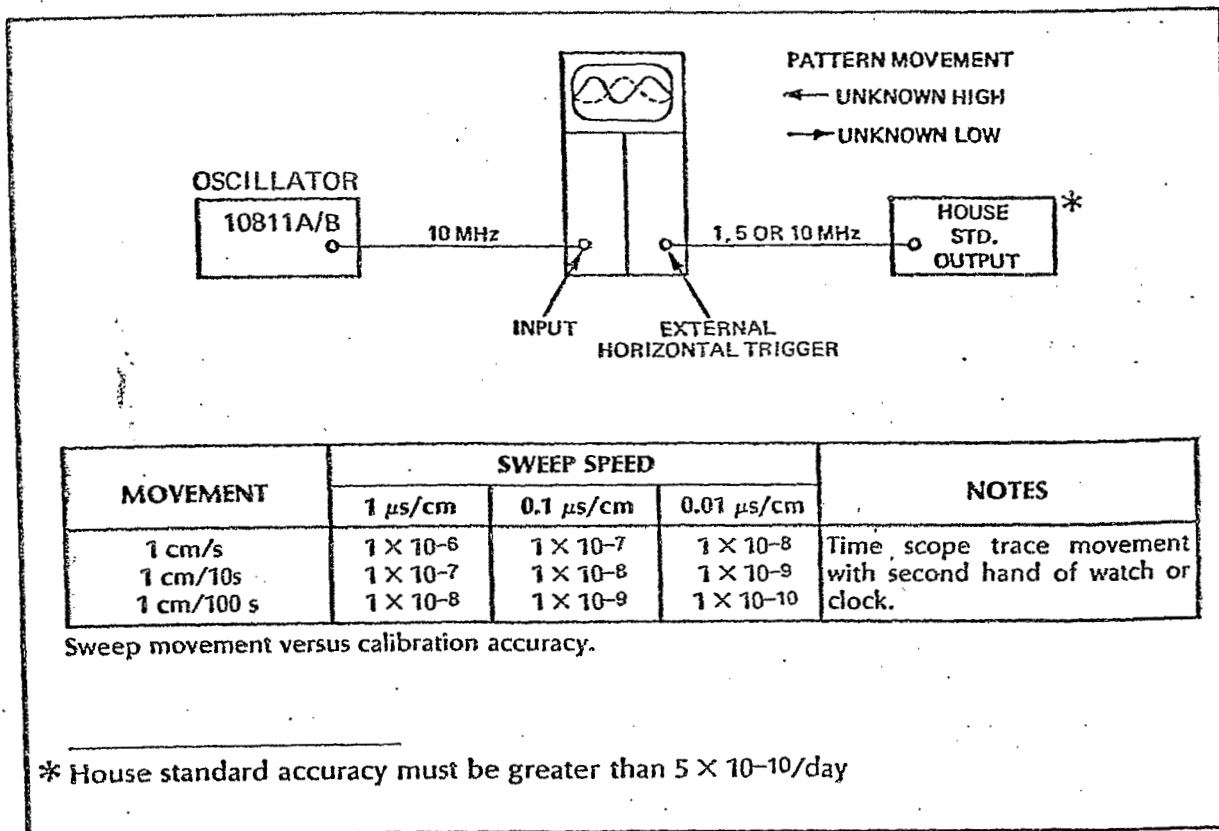 PATTERN MOVEMENT
← UNKNOWN HIGH
→ UNKNOWN LOW
OSCILLATOR
10811A/B
10 MHz
1, 5 OR 10 MHz
HOUSE
STD.
OUTPUT
*
INPUT
EXTERNAL
HORIZONTAL TRIGGER
MOVEMENT
SWEEP SPEED
NOTES
1 μs/cm 0.1 μs/cm 0.01 μs/cm
1 cm/s 1 × 10–6 1 × 10–7 1 × 10–8 Time scope trace movement
1 cm/10s 1 × 10–7 1 × 10–8 1 × 10–9 with second hand of watch or
1 cm/100 s 1 × 10–8 1 × 10–9 1 × 10–10 clock.
Sweep movement versus calibration accuracy.
* House standard accuracy must be greater than 5 × 10–10/day